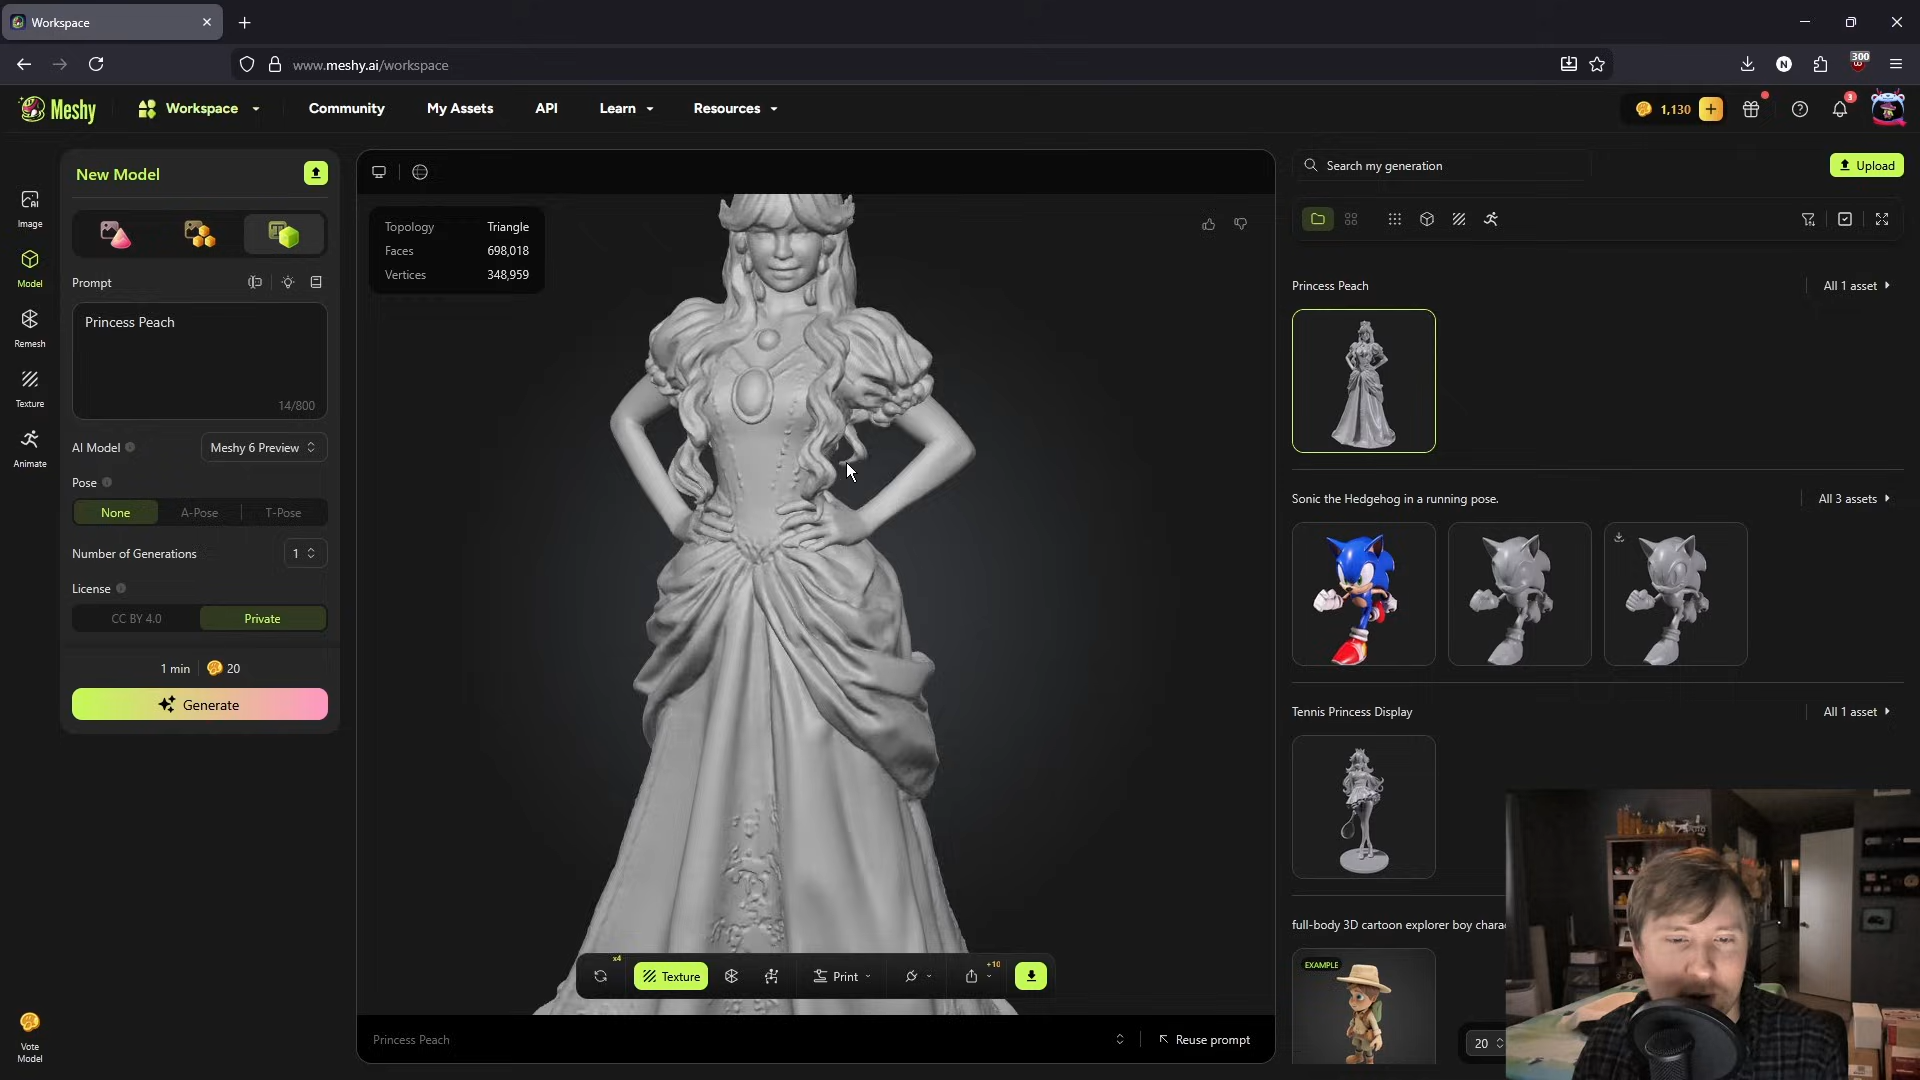 Workspace
www.meshy.ai/workspace
300
N
Meshy
Workspace
Community
My Assets
API
Learn
Resources
1,130
3
Image
Model
Remesh
Texture
Animate
Vote
Model
New Model
Prompt
Princess Peach
14/800
AI Model
Meshy 6 Preview
Pose
None
A-Pose
T-Pose
Number of Generations
1
License
CC BY 4.0
Private
1 min
20
Generate
Topology Triangle
Faces 698,018
Vertices 348,959
x4
Texture
Print
+10
Princess Peach
Reuse prompt
Search my generation
Upload
Princess Peach
All 1 asset
Sonic the Hedgehog in a running pose.
All 3 assets
Tennis Princess Display
All 1 asset
full-body 3D cartoon explorer boy
EXAMPLE
20